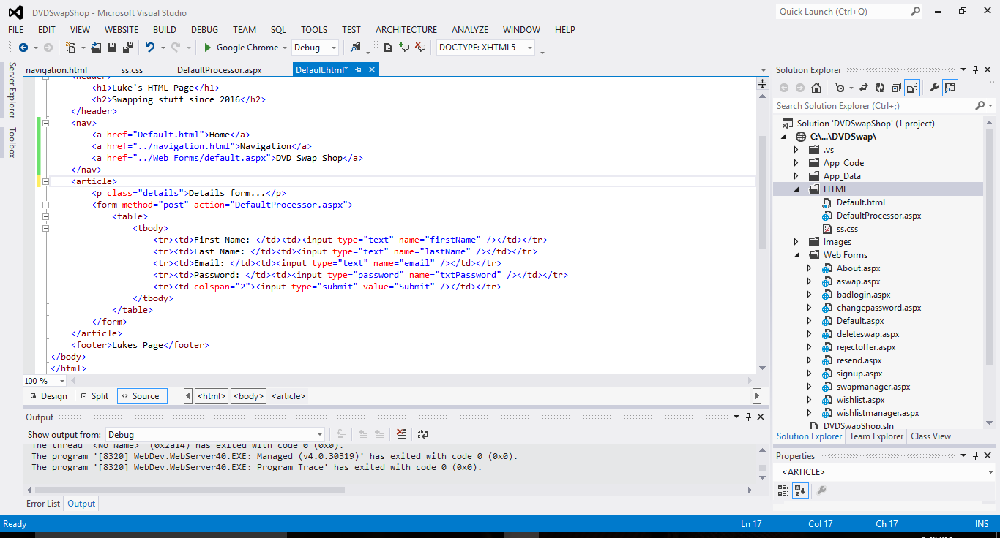 DVDSwapShop - Microsoft Visual Studio
Quick Launch (Ctrl+Q)
FILE EDIT VIEW WEBSITE BUILD DEBUG TEAM SQL TOOLS TEST ARCHITECTURE ANALYZE WINDOW HELP
Google Chrome Debug DOCTYPE: XHTML5
Server Explorer
Toolbox
navigation.html ss.css DefaultProcessor.aspx Default.html*
<header>
<h1>Luke's HTML Page</h1>
<h2>Swapping stuff since 2016</h2>
</header>
<nav>
<a href="Default.html">Home</a>
<a href="../navigation.html">Navigation</a>
<a href="../Web Forms/default.aspx">DVD Swap Shop</a>
</nav>
<article>
<p class="details">Details form...</p>
<form method="post" action="DefaultProcessor.aspx">
<table>
<tbody>
<tr><td>First Name: </td><td><input type="text" name="firstName" /></td></tr>
<tr><td>Last Name: </td><td><input type="text" name="lastName" /></td></tr>
<tr><td>Email: </td><td><input type="text" name="email" /></td></tr>
<tr><td>Password: </td><td><input type="password" name="txtPassword" /></td></tr>
<tr><td colspan="2"><input type="submit" value="Submit" /></td></tr>
</tbody>
</table>
</form>
</article>
<footer>Lukes Page</footer>
</body>
</html>
100 %
Design Split Source <html> <body> <article>
Output
Show output from: Debug
The thread '<No Name>' (0x2a14) has exited with code 0 (0x0).
The program '[8320] WebDev.WebServer40.EXE: Managed (v4.0.30319)' has exited with code 0 (0x0).
The program '[8320] WebDev.WebServer40.EXE: Program Trace' has exited with code 0 (0x0).
Error List Output
Solution Explorer
Search Solution Explorer (Ctrl+;)
Solution 'DVDSwapShop' (1 project)
C:\...\DVDSwap\
.vs
App_Code
App_Data
HTML
Default.html
DefaultProcessor.aspx
ss.css
Images
Web Forms
About.aspx
aswap.aspx
badlogin.aspx
changepassword.aspx
Default.aspx
deleteswap.aspx
rejectoffer.aspx
resend.aspx
signup.aspx
swapmanager.aspx
wishlist.aspx
wishlistmanager.aspx
DVDSwapShop.sln
Solution Explorer Team Explorer Class View
Properties
<ARTICLE>
Ready Ln 17 Col 17 Ch 17 INS